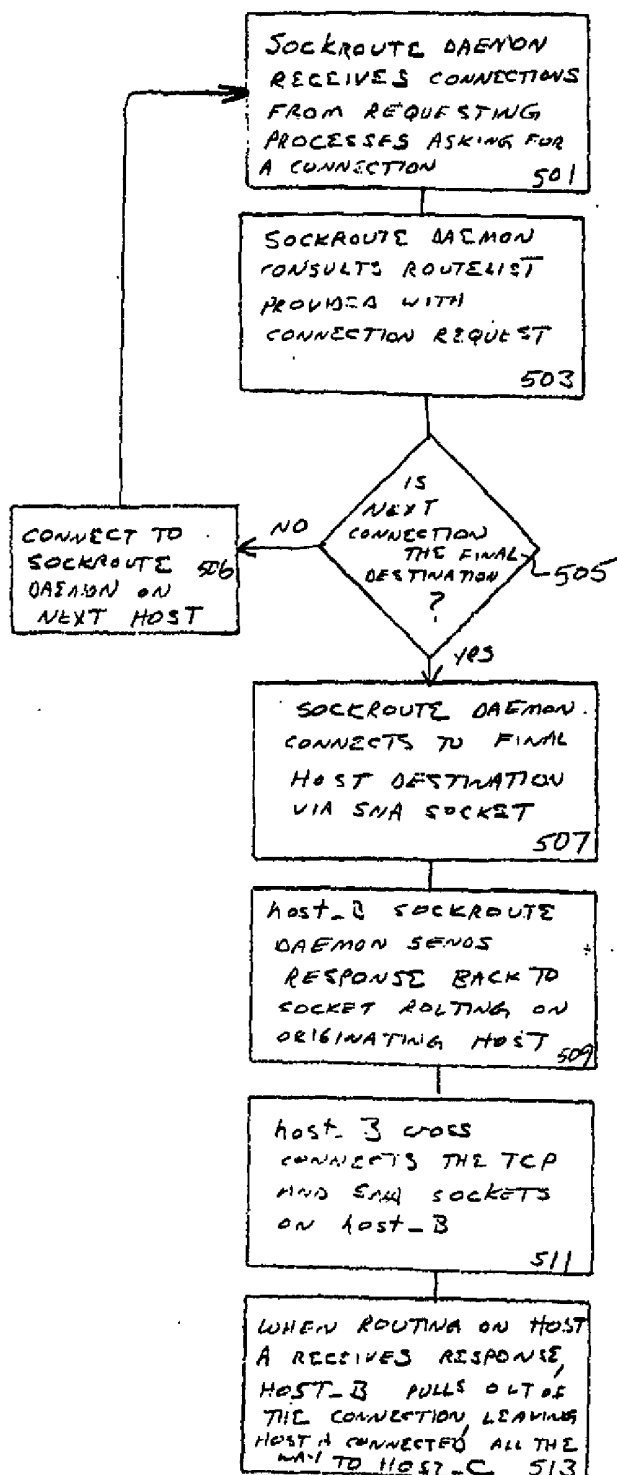 SOCKROUTE DAEMON
RECEIVES CONNECTIONS
FROM REQUESTING
PROCESSES ASKING FOR
A CONNECTION
501
SOCKROUTE DAEMON
CONSULTS ROUTELIST
PROVIDED WITH
CONNECTION REQUEST
503
IS
NEXT
CONNECTION
THE FINAL
DESTINATION
?
505
NO
CONNECT TO
SOCKROUTE 506
DAEMON ON
NEXT HOST
yes
SOCKROUTE DAEMON
CONNECTS TO FINAL
HOST DESTINATION
VIA SNA SOCKET
507
host_B SOCKROUTE
DAEMON SENDS
RESPONSE BACK TO
SOCKET ROUTING ON
ORIGINATING HOST
509
host_B cross
CONNECTS THE TCP
AND SNA SOCKETS
ON host_B
511
WHEN ROUTING ON HOST
A RECEIVES RESPONSE,
HOST_B PULLS OUT OF
THE CONNECTION, LEAVING
HOST A CONNECTED ALL THE
WAY TO HOST_C 513